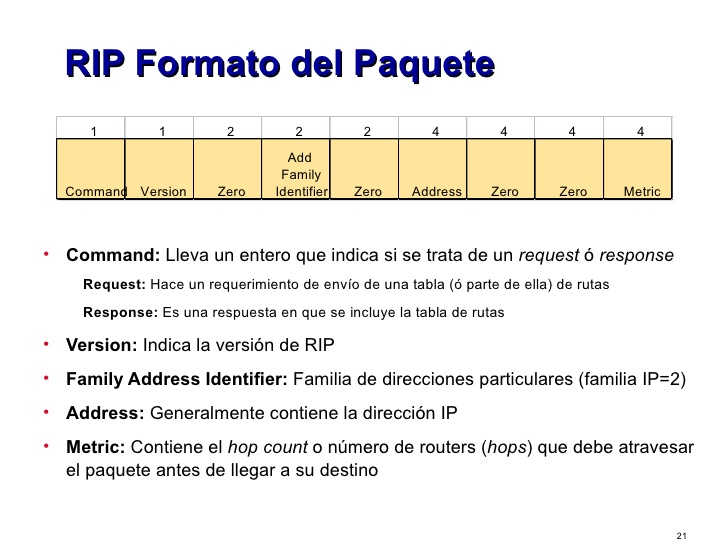 RIP Formato del Paquete
1 1 2 2 2 4 4 4 4
Add
Family
Command Version Zero Identifier Zero Address Zero Zero Metric
• Command: Lleva un entero que indica si se trata de un request ó response
Request: Hace un requerimiento de envío de una tabla (ó parte de ella) de rutas
Response: Es una respuesta en que se incluye la tabla de rutas
• Version: Indica la versión de RIP
• Family Address Identifier: Familia de direcciones particulares (familia IP=2)
• Address: Generalmente contiene la dirección IP
• Metric: Contiene el hop count o número de routers (hops) que debe atravesar
el paquete antes de llegar a su destino
21